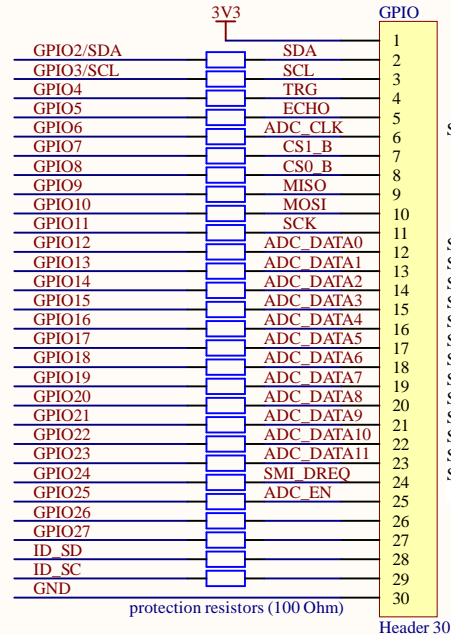 3V3 GPIO
1
GPIO2/SDA SDA 2
GPIO3/SCL SCL 3
GPIO4 TRG 4
GPIO5 ECHO 5
GPIO6 ADC_CLK 6
GPIO7 CS1_B 7
GPIO8 CS0_B 8
GPIO9 MISO 9
GPIO10 MOSI 10
GPIO11 SCK 11
GPIO12 ADC_DATA0 12
GPIO13 ADC_DATA1 13
GPIO14 ADC_DATA2 14
GPIO15 ADC_DATA3 15
GPIO16 ADC_DATA4 16
GPIO17 ADC_DATA5 17
GPIO18 ADC_DATA6 18
GPIO19 ADC_DATA7 19
GPIO20 ADC_DATA8 20
GPIO21 ADC_DATA9 21
GPIO22 ADC_DATA10 22
GPIO23 ADC_DATA11 23
GPIO24 SMI_DREQ 24
GPIO25 ADC_EN 25
GPIO26 26
GPIO27 27
ID_SD 28
ID_SC 29
GND 30
protection resistors (100 Ohm)
Header 30